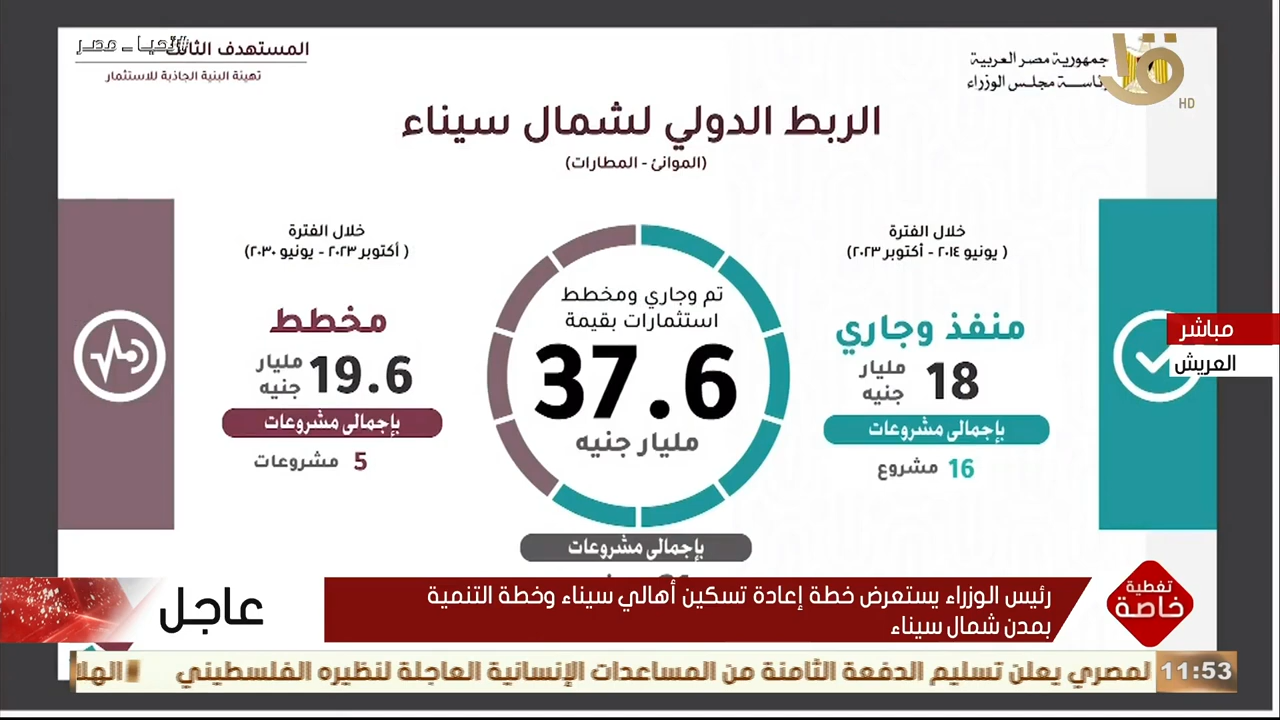 #تحيا_مصر
المستهدف الثالث
تهيئة البنية الجاذبة للاستثمار
جمهورية مصر العربية
رئاسة مجلس الوزراء
HD
الربط الدولي لشمال سيناء
(الموانئ - المطارات)
خلال الفترة
( يونيو ٢٠١٤ - أكتوبر ٢٠٢٣)
منفذ وجاري
18 مليار جنيه
بإجمالي مشروعات
16 مشروع
تم وجاري ومخطط
استثمارات بقيمة
37.6
مليار جنيه
بإجمالي مشروعات
خلال الفترة
( أكتوبر ٢٠٢٣ - يونيو ٢٠٣٠)
مخطط
19.6 مليار جنيه
بإجمالي مشروعات
5 مشروعات
مباشر
العريش
تغطية
خاصة
رئيس الوزراء يستعرض خطة إعادة تسكين أهالي سيناء وخطة التنمية
بمدن شمال سيناء
عاجل
11:53
لمصري يعلن تسليم الدفعة الثامنة من المساعدات الإنسانية العاجلة لنظيره الفلسطيني
الهلا